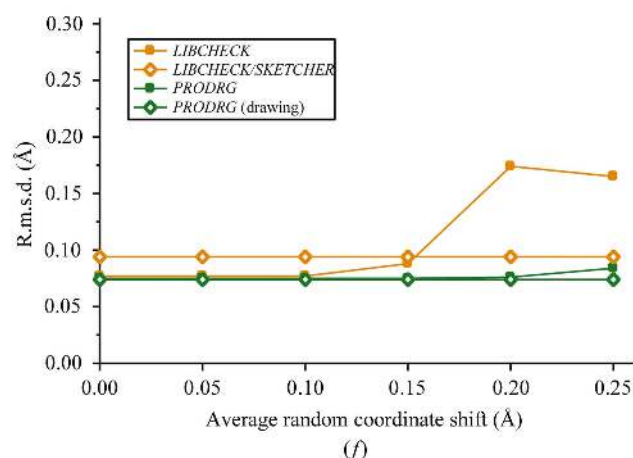 0.30
0.25
0.20
0.15
0.10
0.05
0.00
R.m.s.d. (Å)
LIBCHECK
LIBCHECK/SKETCHER
PRODRG
PRODRG (drawing)
0.00 0.05 0.10 0.15 0.20 0.25
Average random coordinate shift (Å)
(f)